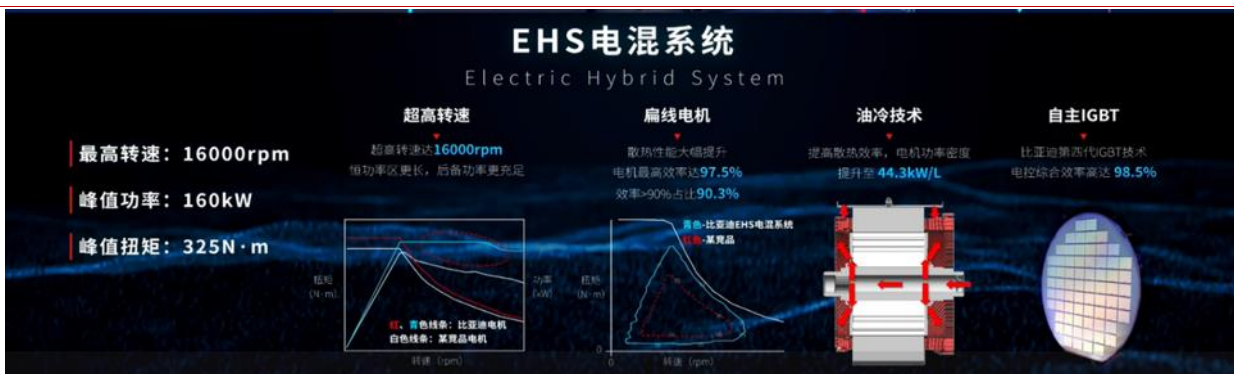 EHS电混系统
Electric Hybrid System
最高转速：16000rpm
峰值功率：160kW
峰值扭矩：325N·m
超高转速
超高转速达16000rpm
恒功率区更长，后备功率更充足
扭矩
(N·m)
功率
(kW)
红、青色线条：比亚迪电机
白色线条：某竞品电机
转速 (rpm)
扁线电机
散热性能大幅提升
电机最高效率达97.5%
效率>90%占比90.3%
青色-比亚迪EHS电混系统
红色-某竞品
扭矩
(N·m)
0
0
转速 (rpm)
油冷技术
提高散热效率，电机功率密度
提升至 44.3kW/L
自主IGBT
比亚迪第四代IGBT技术
电控综合效率高达 98.5%